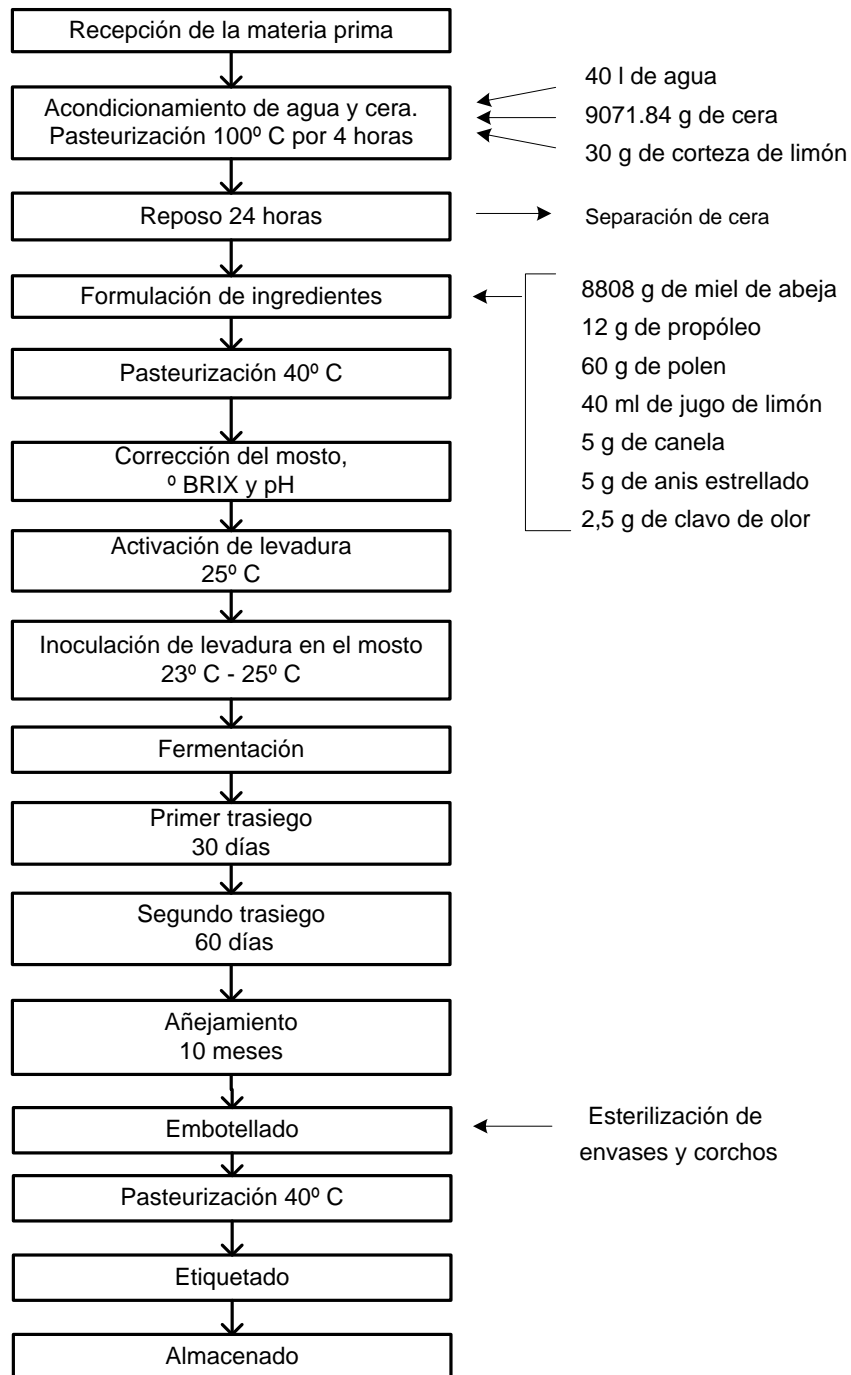 Recepción de la materia prima
Acondicionamiento de agua y cera.
Pasteurización 100º C por 4 horas
40 l de agua
9071.84 g de cera
30 g de corteza de limón
Reposo 24 horas
Separación de cera
Formulación de ingredientes
8808 g de miel de abeja
12 g de propóleo
60 g de polen
40 ml de jugo de limón
5 g de canela
5 g de anis estrellado
2,5 g de clavo de olor
Pasteurización 40º C
Corrección del mosto,
º BRIX y pH
Activación de levadura
25º C
Inoculación de levadura en el mosto
23º C - 25º C
Fermentación
Primer trasiego
30 días
Segundo trasiego
60 días
Añejamiento
10 meses
Embotellado
Esterilización de
envases y corchos
Pasteurización 40º C
Etiquetado
Almacenado